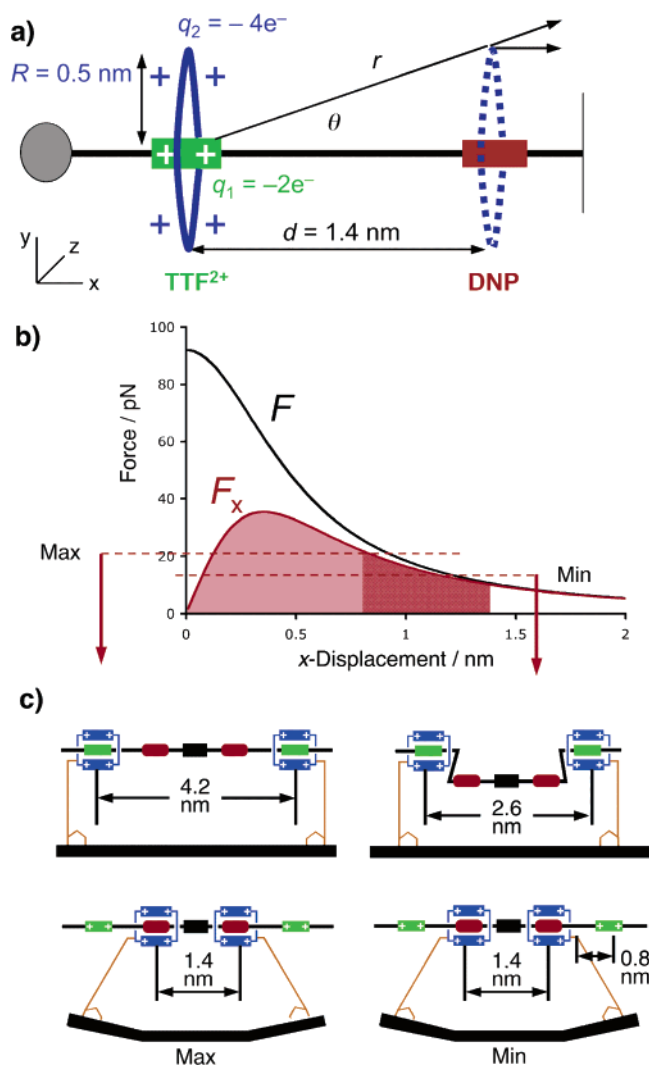 a)
q₂ = – 4e⁻
R = 0.5 nm
+ +
+ +
r
θ
q₁ = –2e⁻
+ +
d = 1.4 nm
y
z
x
TTF²⁺
DNP
b)
100
80
60
40
20
0
Force / pN
F
Fₓ
Max
Min
0
0.5
1
1.5
2
x-Displacement / nm
c)
4.2
nm
2.6
nm
1.4
nm
1.4
nm
0.8
nm
Max
Min